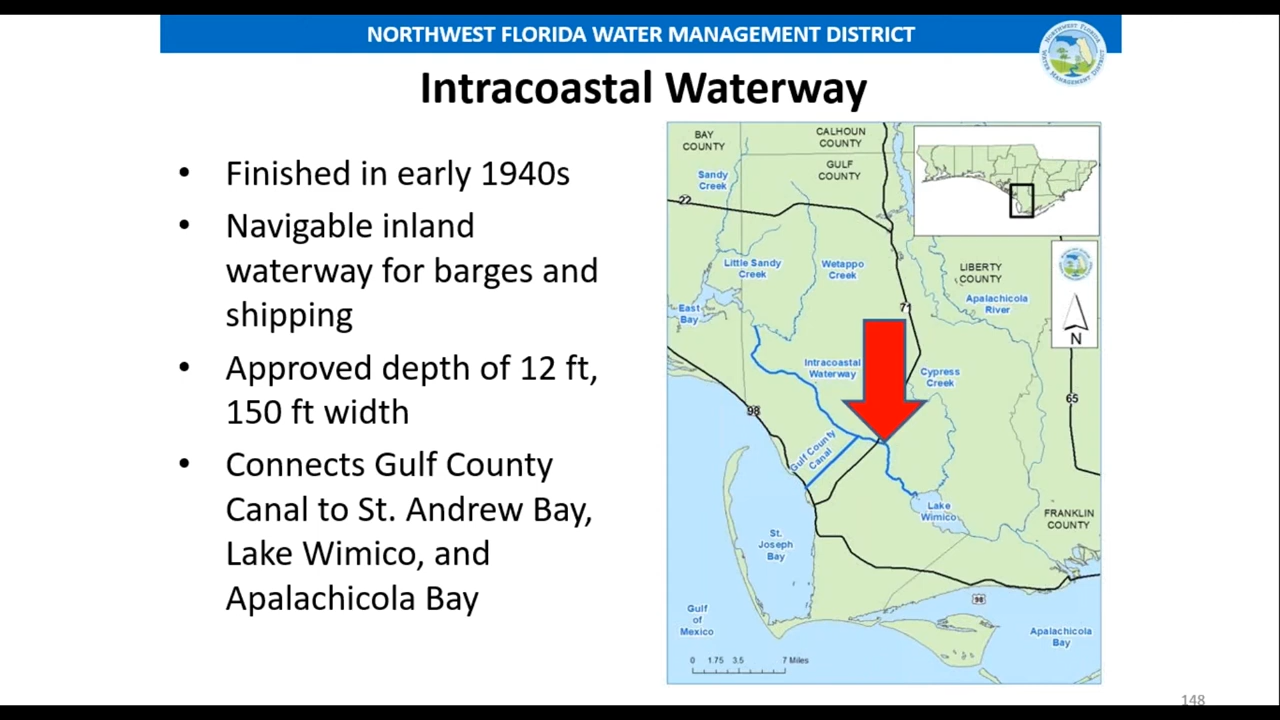 NORTHWEST FLORIDA WATER MANAGEMENT DISTRICT
Intracoastal Waterway
• Finished in early 1940s
• Navigable inland
waterway for barges and
shipping
• Approved depth of 12 ft,
150 ft width
• Connects Gulf County
Canal to St. Andrew Bay,
Lake Wimico, and
Apalachicola Bay
BAY
COUNTY
CALHOUN
COUNTY
GULF
COUNTY
Sandy
Creek
22
Little Sandy
Creek
Wetappo
Creek
LIBERTY
COUNTY
Apalachicola
River
N
East
Bay
71
Intracoastal
Waterway
Cypress
Creek
65
98
Gulf County
Canal
Lake
Wimico
FRANKLIN
COUNTY
St.
Joseph
Bay
98
Gulf
of
Mexico
Apalachicola
Bay
0 1.75 3.5 7 Miles
148